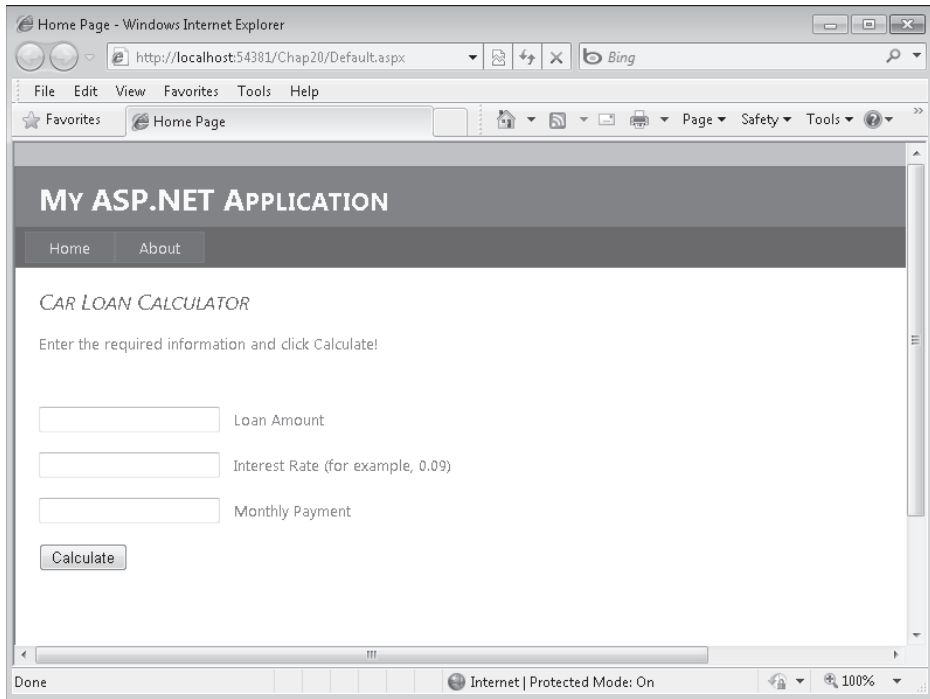 Home Page - Windows Internet Explorer
http://localhost:54381/Chap20/Default.aspx
Bing
File Edit View Favorites Tools Help
Favorites
Home Page
Page Safety Tools
MY ASP.NET APPLICATION
Home About
CAR LOAN CALCULATOR
Enter the required information and click Calculate!
Loan Amount
Interest Rate (for example, 0.09)
Monthly Payment
Calculate
Done
Internet | Protected Mode: On
100%